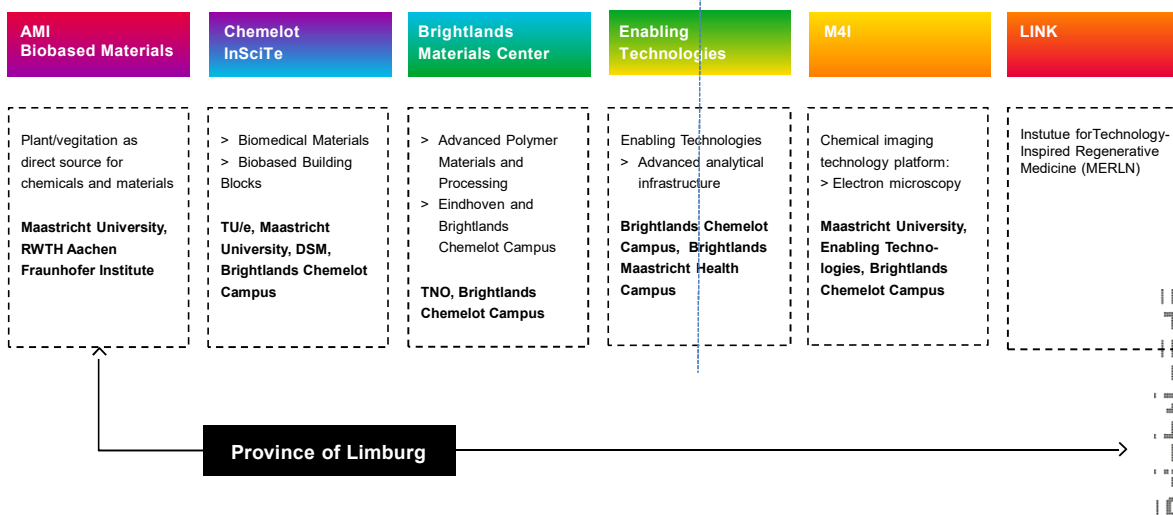 AMI
Biobased Materials
Chemelot
InSciTe
Brightlands
Materials Center
Enabling
Technologies
M4I
LINK
Plant/vegitation as
direct source for
chemicals and materials
Maastricht University,
RWTH Aachen
Fraunhofer Institute
> Biomedical Materials
> Biobased Building
Blocks
TU/e, Maastricht
University, DSM,
Brightlands Chemelot
Campus
> Advanced Polymer
Materials and
Processing
> Eindhoven and
Brightlands
Chemelot Campus
TNO, Brightlands
Chemelot Campus
Enabling Technologies
> Advanced analytical
infrastructure
Brightlands Chemelot
Campus, Brightlands
Maastricht Health
Campus
Chemical imaging
technology platform:
> Electron microscopy
Maastricht University,
Enabling Techno-
logies, Brightlands
Chemelot Campus
Instutue forTechnology-
Inspired Regenerative
Medicine (MERLN)
Province of Limburg